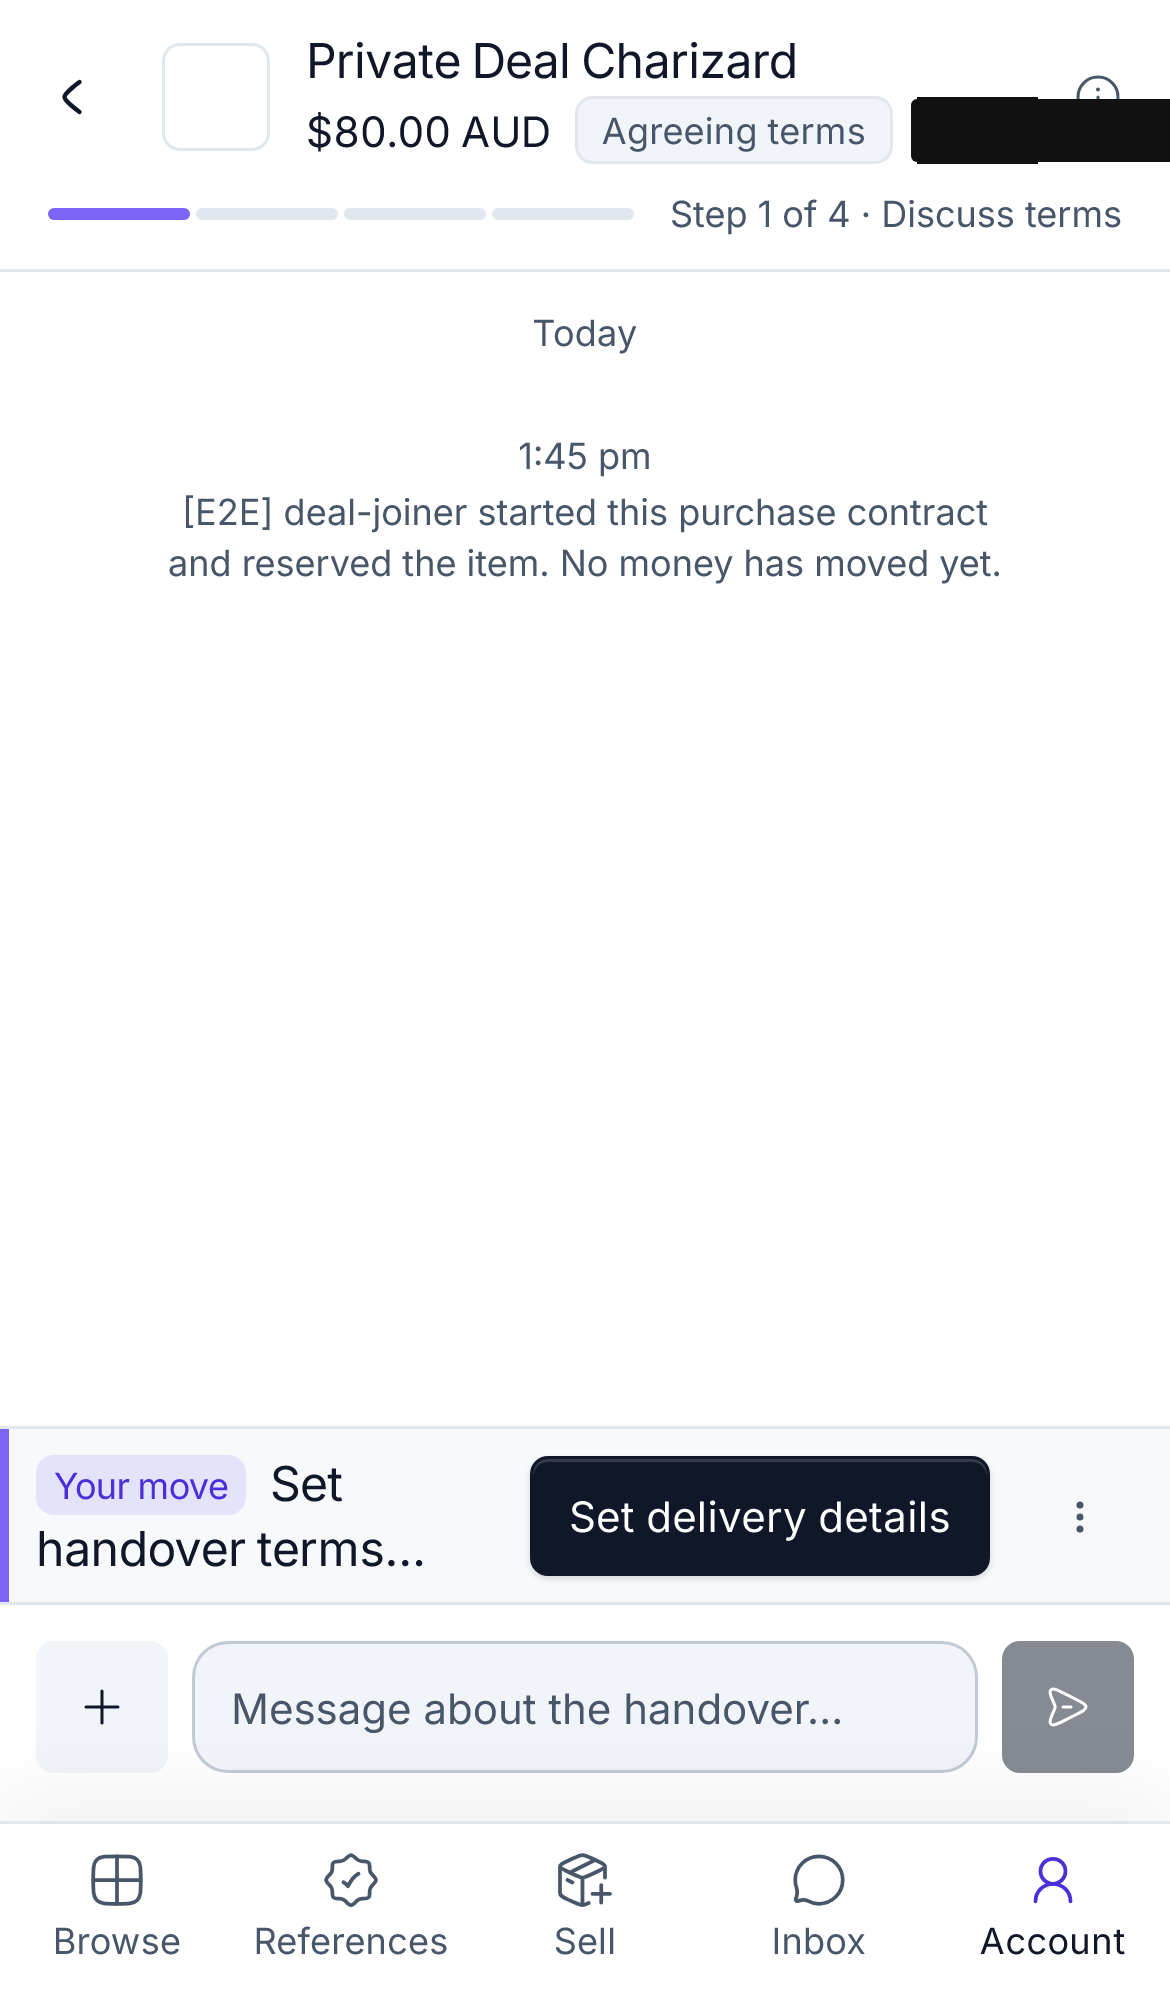 Private Deal Charizard
$80.00 AUD Agreeing terms
Step 1 of 4 · Discuss terms
Today
1:45 pm
[E2E] deal-joiner started this purchase contract
and reserved the item. No money has moved yet.
Your move Set
handover terms...
Set delivery details
Message about the handover...
Browse
References
Sell
Inbox
Account